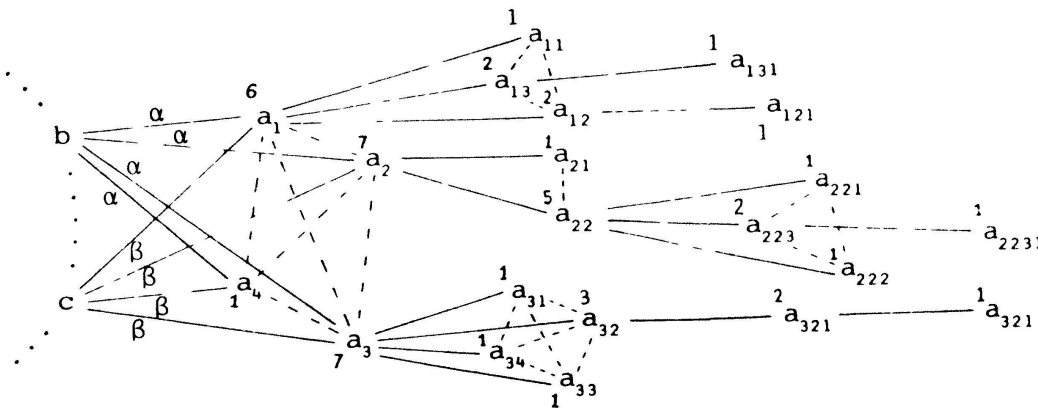 1 a₁₁
1 a₁₃₁
2 a₁₃
6 a₁
2 a₁₂
a₁₂₁
1
b α α
7 a₂
1 a₂₁
α
α
5 a₂₂
1 a₂₂₁
2 a₂₂₃
1 a₂₂₃₁
1 a₂₂₂
c β β β β
1 a₄
7 a₃
1 a₃₁
3 a₃₂
2 a₃₂₁
1 a₃₂₁
1 a₃₄
1 a₃₃